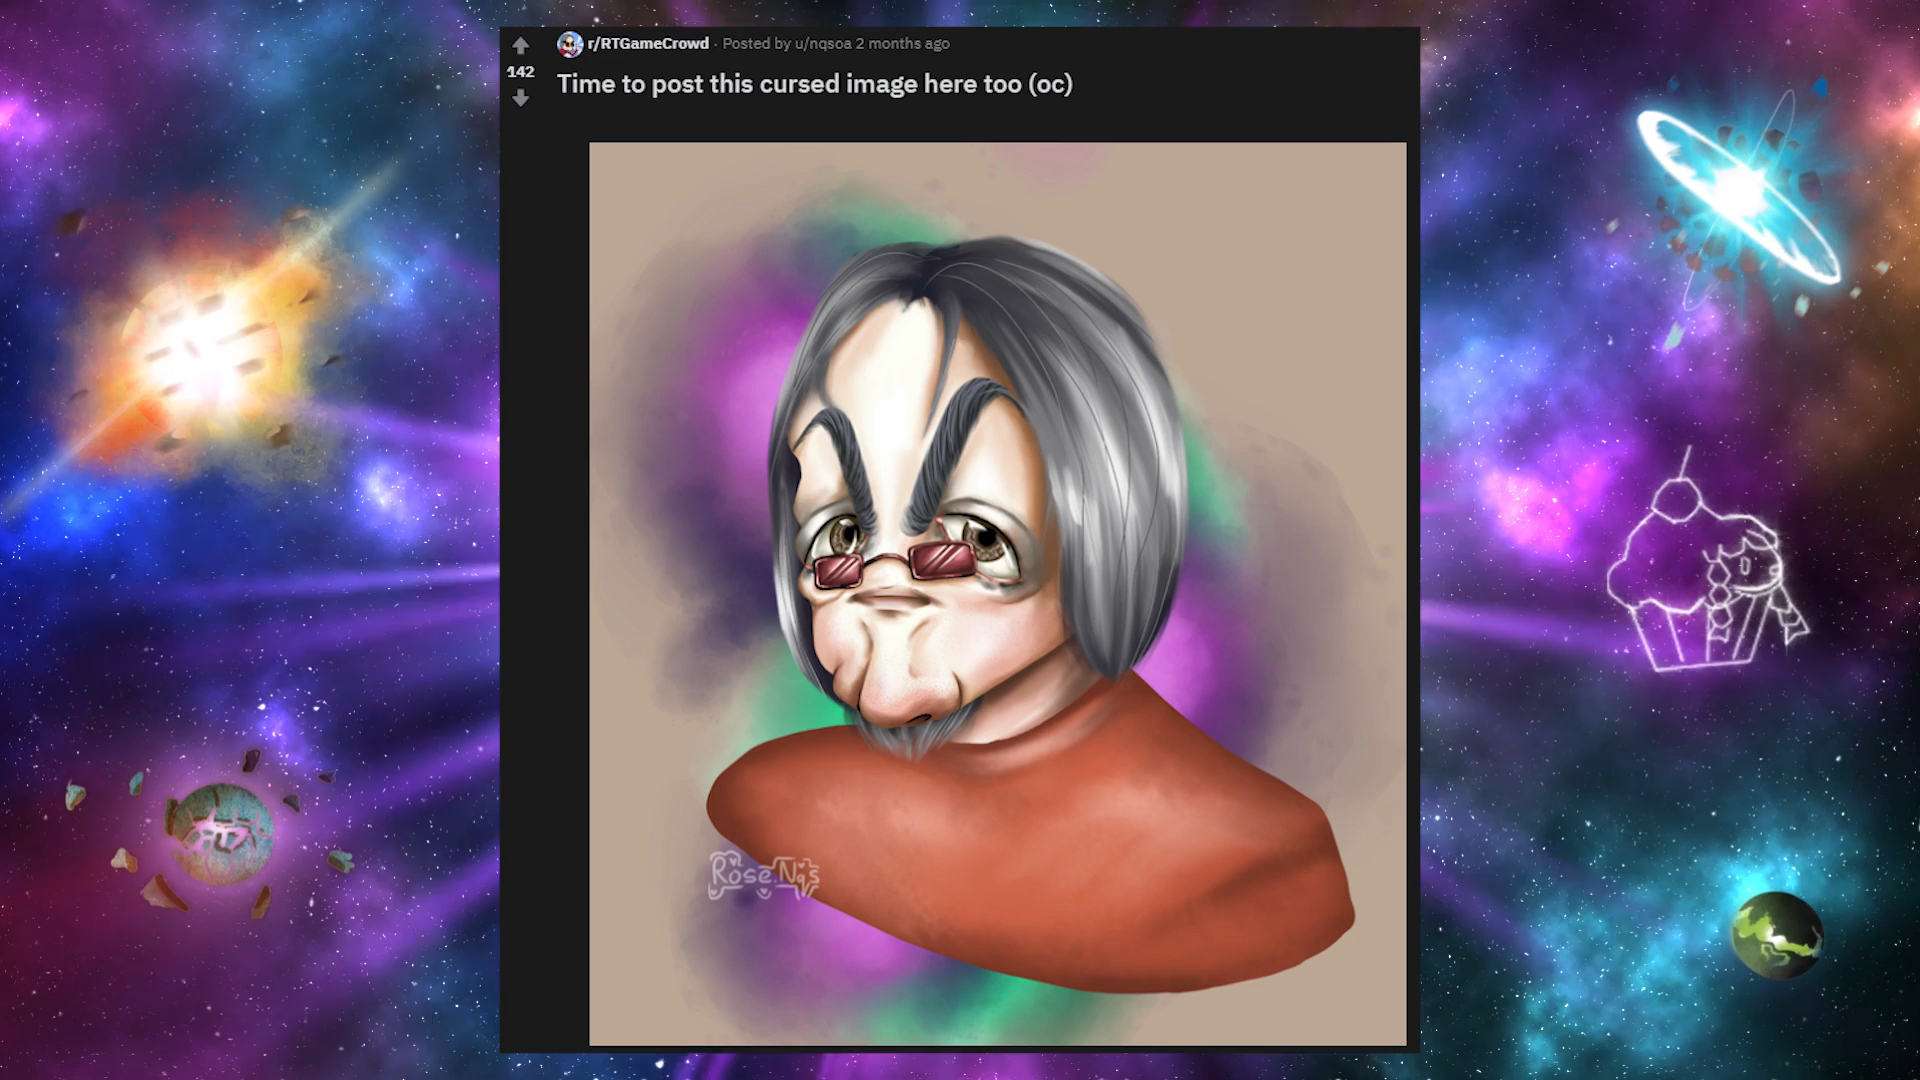 r/RTGameCrowd · Posted by u/nqsoa 2 months ago
142
Time to post this cursed image here too (oc)
Rose.Nqs